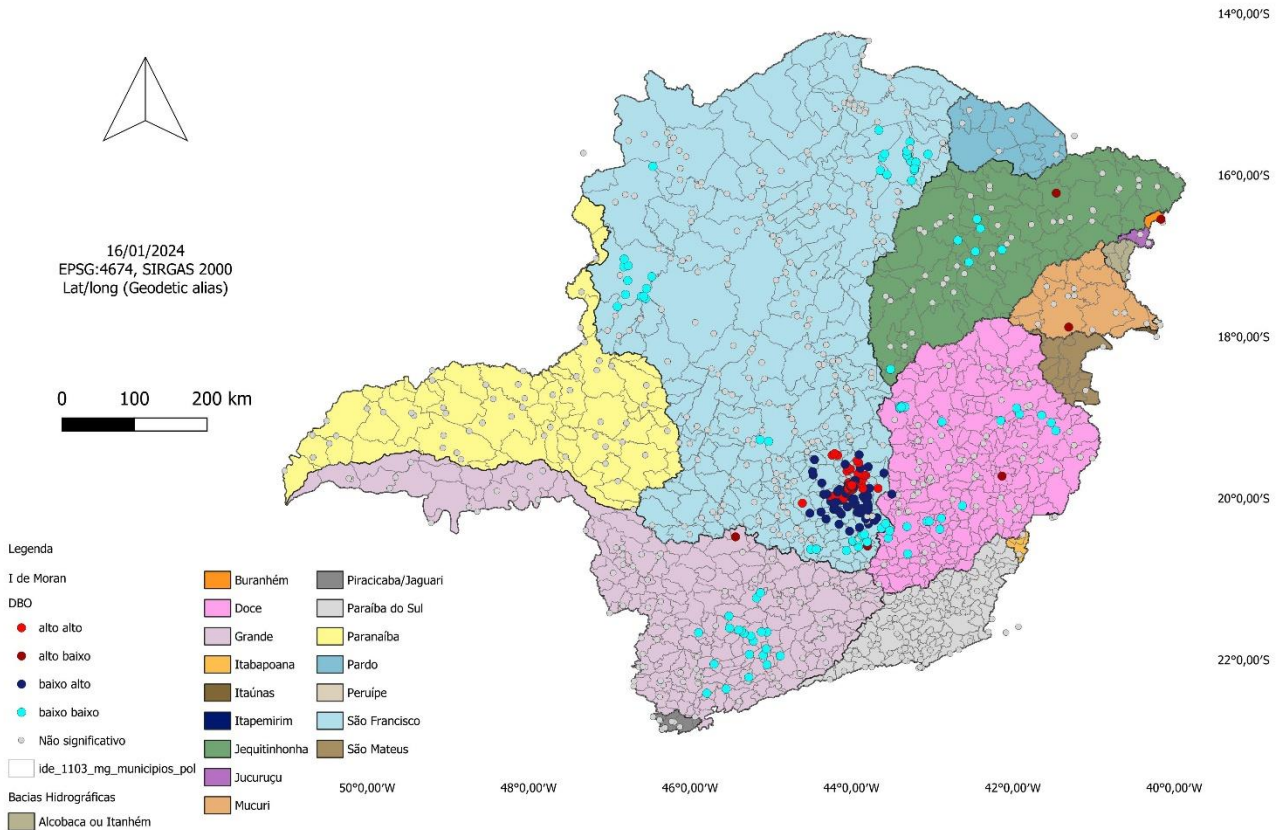 14°0,00'S
16°0,00'S
16/01/2024
EPSG:4674, SIRGAS 2000
Lat/long (Geodetic alias)
18°0,00'S
0 100 200 km
20°0,00'S
22°0,00'S
Legenda
I de Moran
DBO
alto alto
alto baixo
baixo alto
baixo baixo
Não significativo
ide_1103_mg_municipios_pol
Bacias Hidrográficas
Alcobaca ou Itanhém
Buranhém
Doce
Grande
Itabapoana
Itaúnas
Itapemirim
Jequitinhonha
Jucuruçu
Mucuri
Piracicaba/Jaguari
Paraíba do Sul
Paranaíba
Pardo
Peruípe
São Francisco
São Mateus
50°0,00'W 48°0,00'W 46°0,00'W 44°0,00'W 42°0,00'W 40°0,00'W